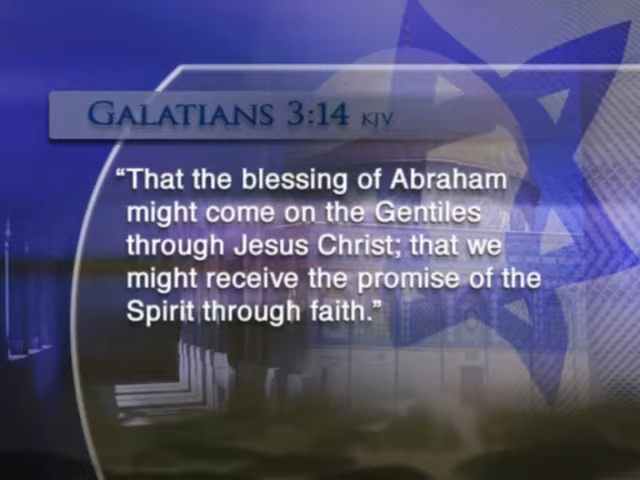 GALATIANS 3:14 KJV
“That the blessing of Abraham
might come on the Gentiles
through Jesus Christ; that we
might receive the promise of the
Spirit through faith.”